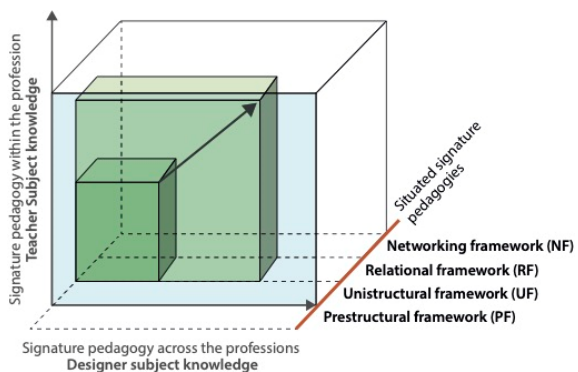 Signature pedagogy within the profession
Teacher Subject knowledge
Situated signature
pedagogies
Networking framework (NF)
Relational framework (RF)
Unistructural framework (UF)
Prestructural framework (PF)
Signature pedagogy across the professions
Designer subject knowledge